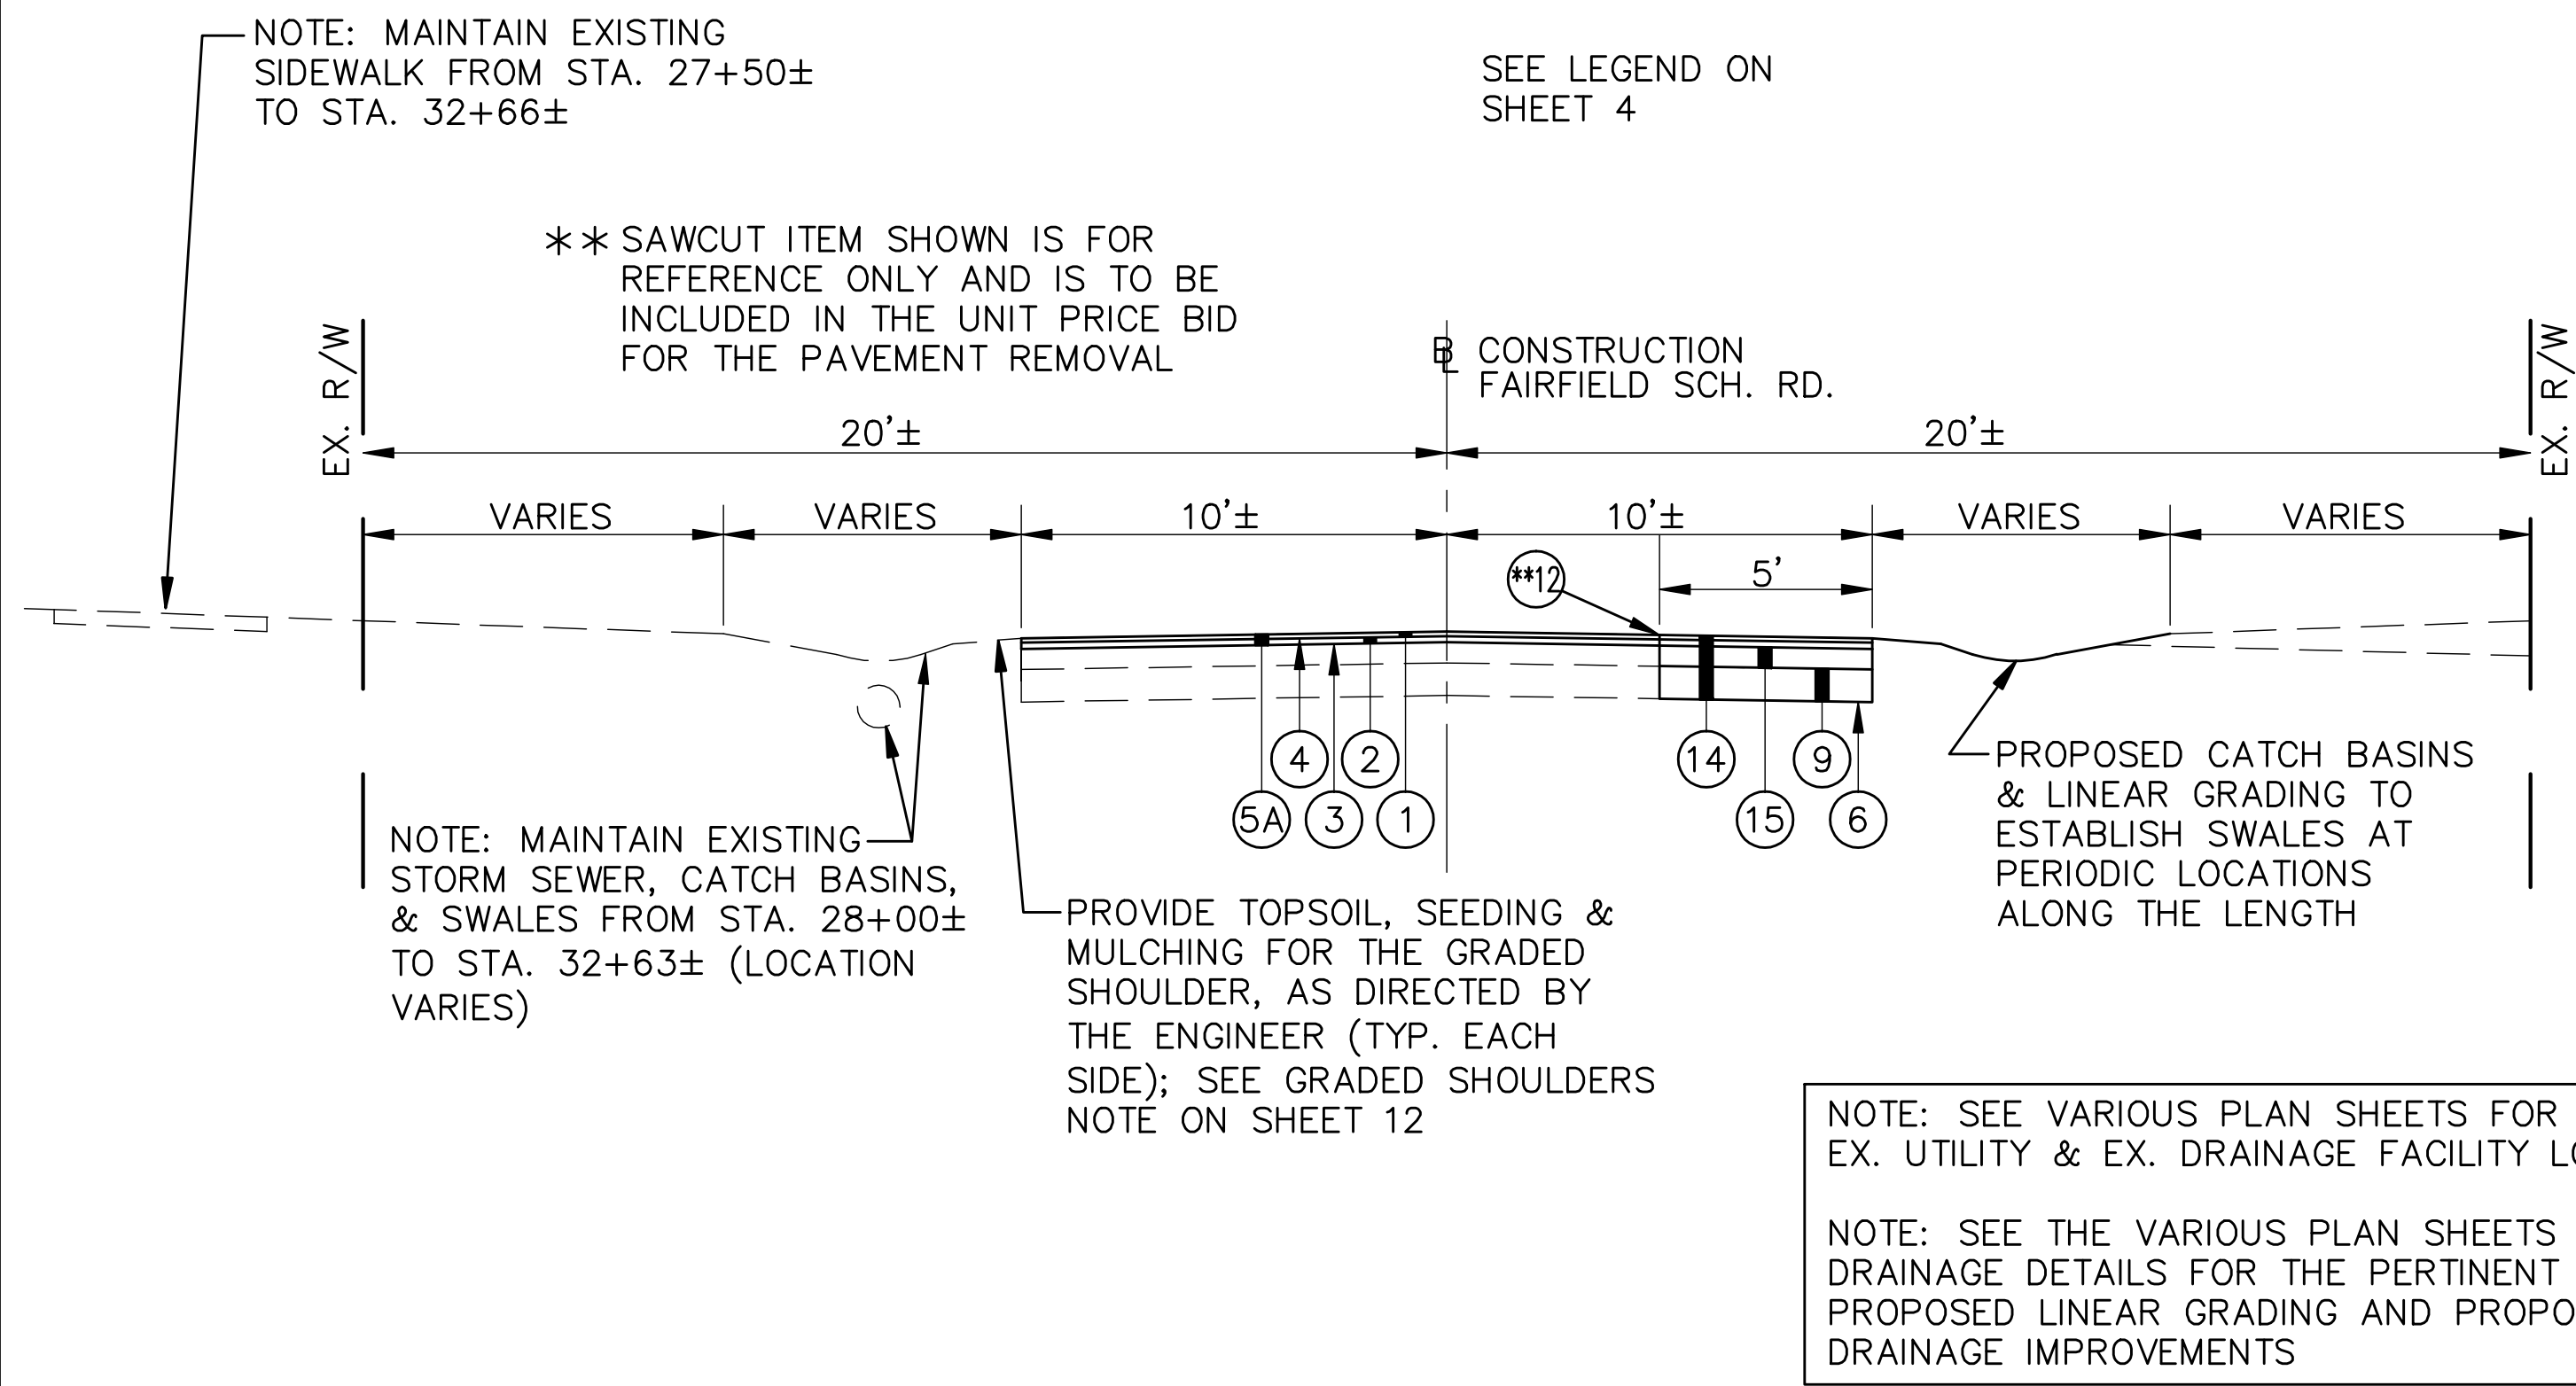 NOTE: MAINTAIN EXISTING
SIDEWALK FROM STA. 27+50±
TO STA. 32+66±
SEE LEGEND ON
SHEET 4
** SAWCUT ITEM SHOWN IS FOR
REFERENCE ONLY AND IS TO BE
INCLUDED IN THE UNIT PRICE BID
FOR THE PAVEMENT REMOVAL
BL CONSTRUCTION
FAIRFIELD SCH. RD.
EX. R/W
EX. R/W
20'±
20'±
VARIES
VARIES
10'±
10'±
VARIES
VARIES
**12
5'
4
2
14
9
5A
3
1
15
6
NOTE: MAINTAIN EXISTING
STORM SEWER, CATCH BASINS,
& SWALES FROM STA. 28+00±
TO STA. 32+63± (LOCATION
VARIES)
PROVIDE TOPSOIL, SEEDING &
MULCHING FOR THE GRADED
SHOULDER, AS DIRECTED BY
THE ENGINEER (TYP. EACH
SIDE); SEE GRADED SHOULDERS
NOTE ON SHEET 12
PROPOSED CATCH BASINS
& LINEAR GRADING TO
ESTABLISH SWALES AT
PERIODIC LOCATIONS
ALONG THE LENGTH
NOTE: SEE VARIOUS PLAN SHEETS FOR
EX. UTILITY & EX. DRAINAGE FACILITY
NOTE: SEE THE VARIOUS PLAN SHEETS
DRAINAGE DETAILS FOR THE PERTINENT
PROPOSED LINEAR GRADING AND
DRAINAGE IMPROVEMENTS